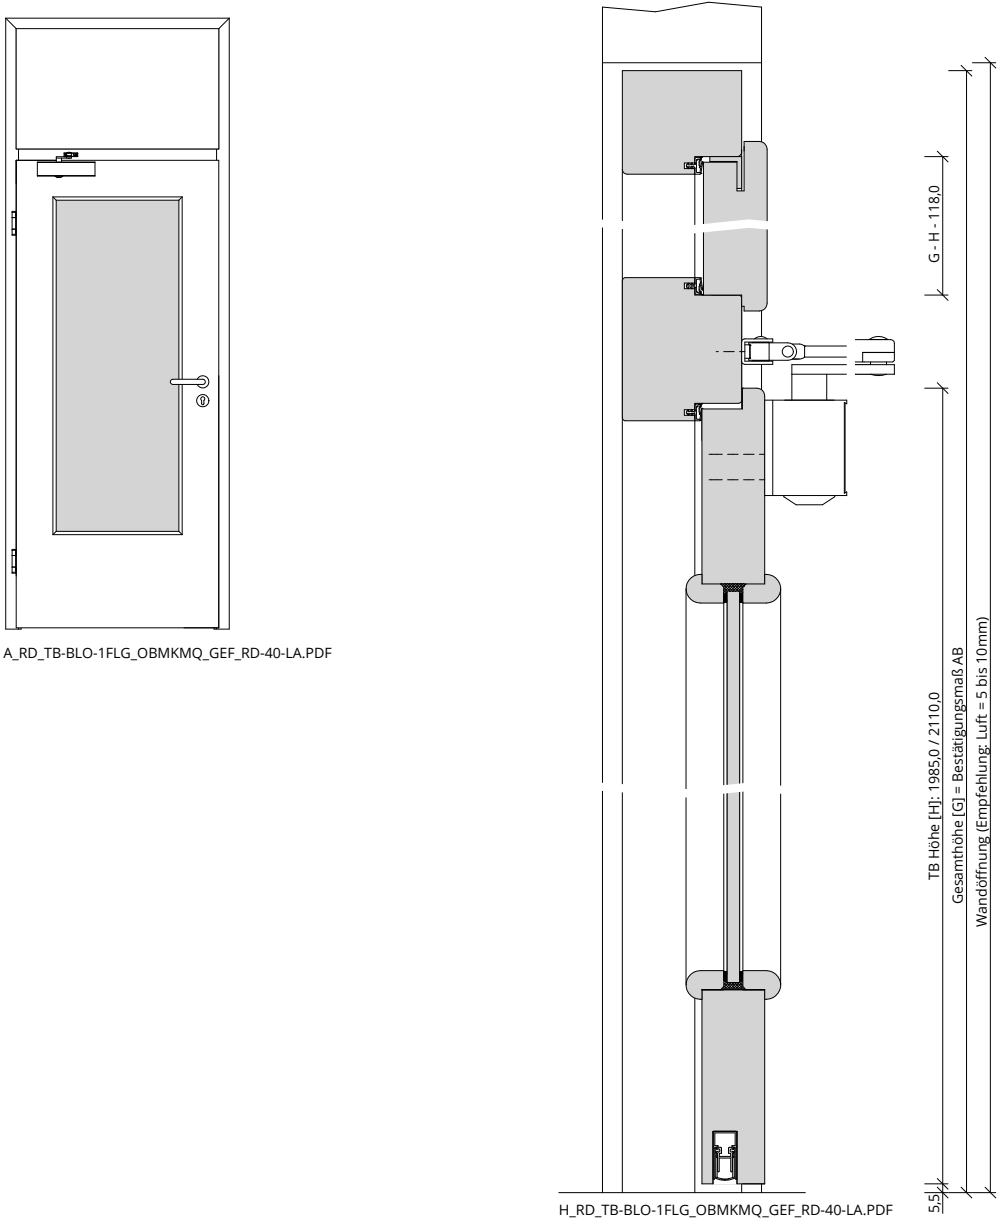 A_RD_TB-BLO-1FLG_OBMKMQ_GEF_RD-40-LA.PDF
G - H - 118,0
TB Höhe [H]: 1985,0 / 2110,0
Gesamthöhe [G] = Bestätigungsmaß AB
Wandöffnung (Empfehlung: Luft = 5 bis 10mm)
5,5
H_RD_TB-BLO-1FLG_OBMKMQ_GEF_RD-40-LA.PDF